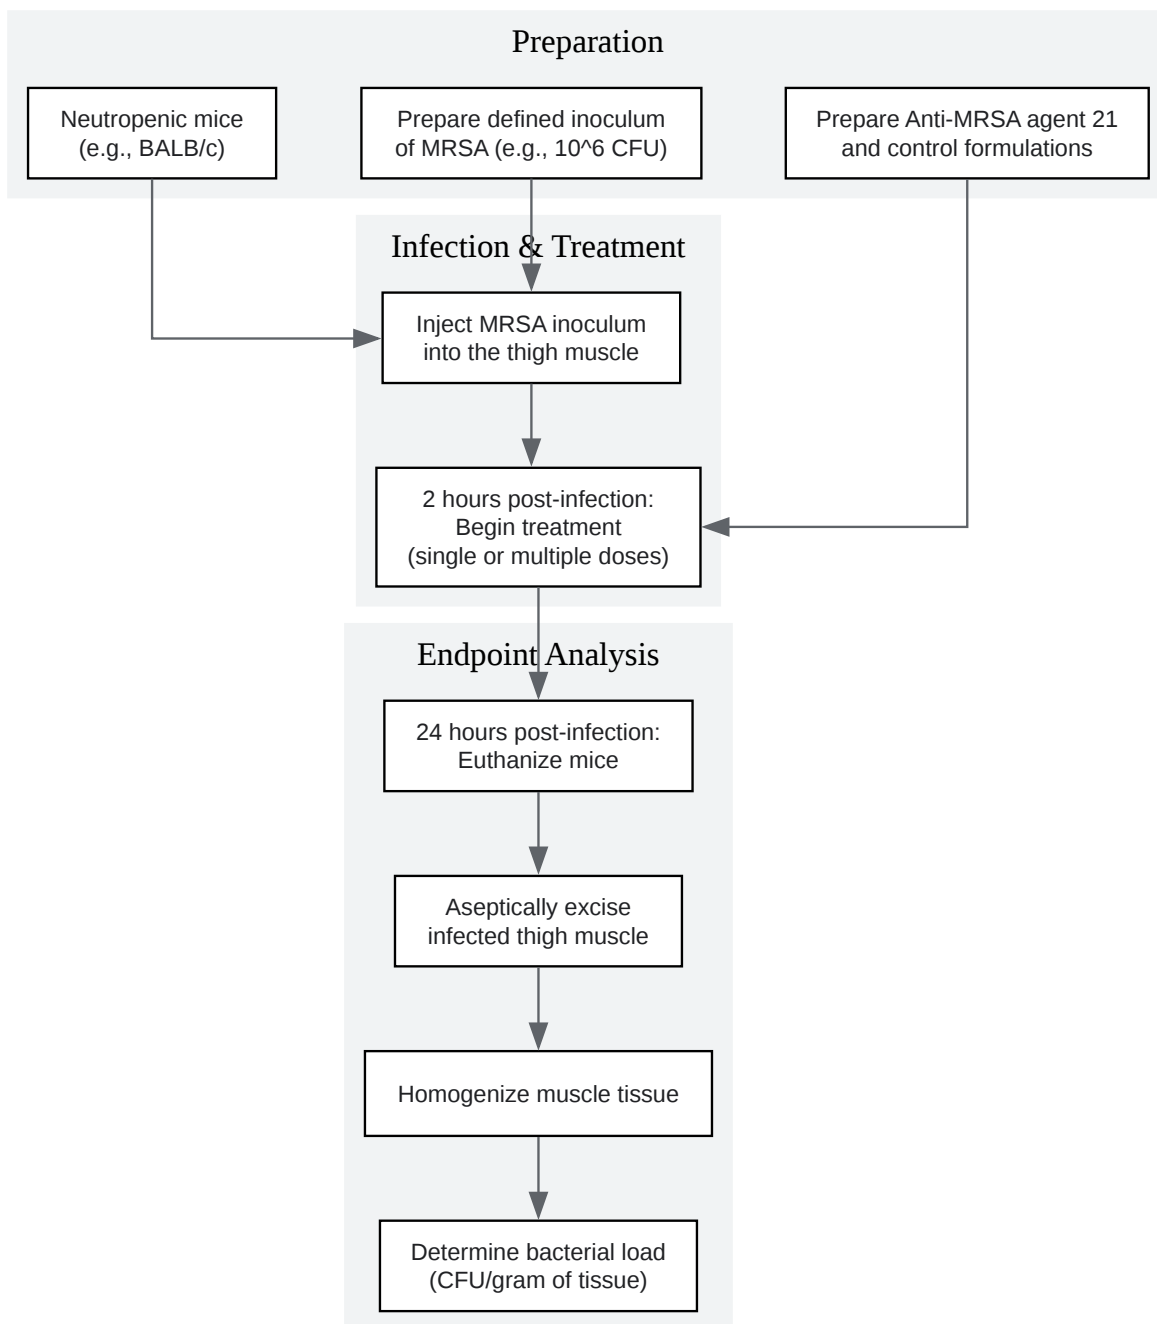 Preparation
Neutropenic mice
(e.g., BALB/c)
Prepare defined inoculum
of MRSA (e.g., 10^6 CFU)
Prepare Anti-MRSA agent 21
and control formulations
Infection & Treatment
Inject MRSA inoculum
into the thigh muscle
2 hours post-infection:
Begin treatment
(single or multiple doses)
Endpoint Analysis
24 hours post-infection:
Euthanize mice
Aseptically excise
infected thigh muscle
Homogenize muscle tissue
Determine bacterial load
(CFU/gram of tissue)